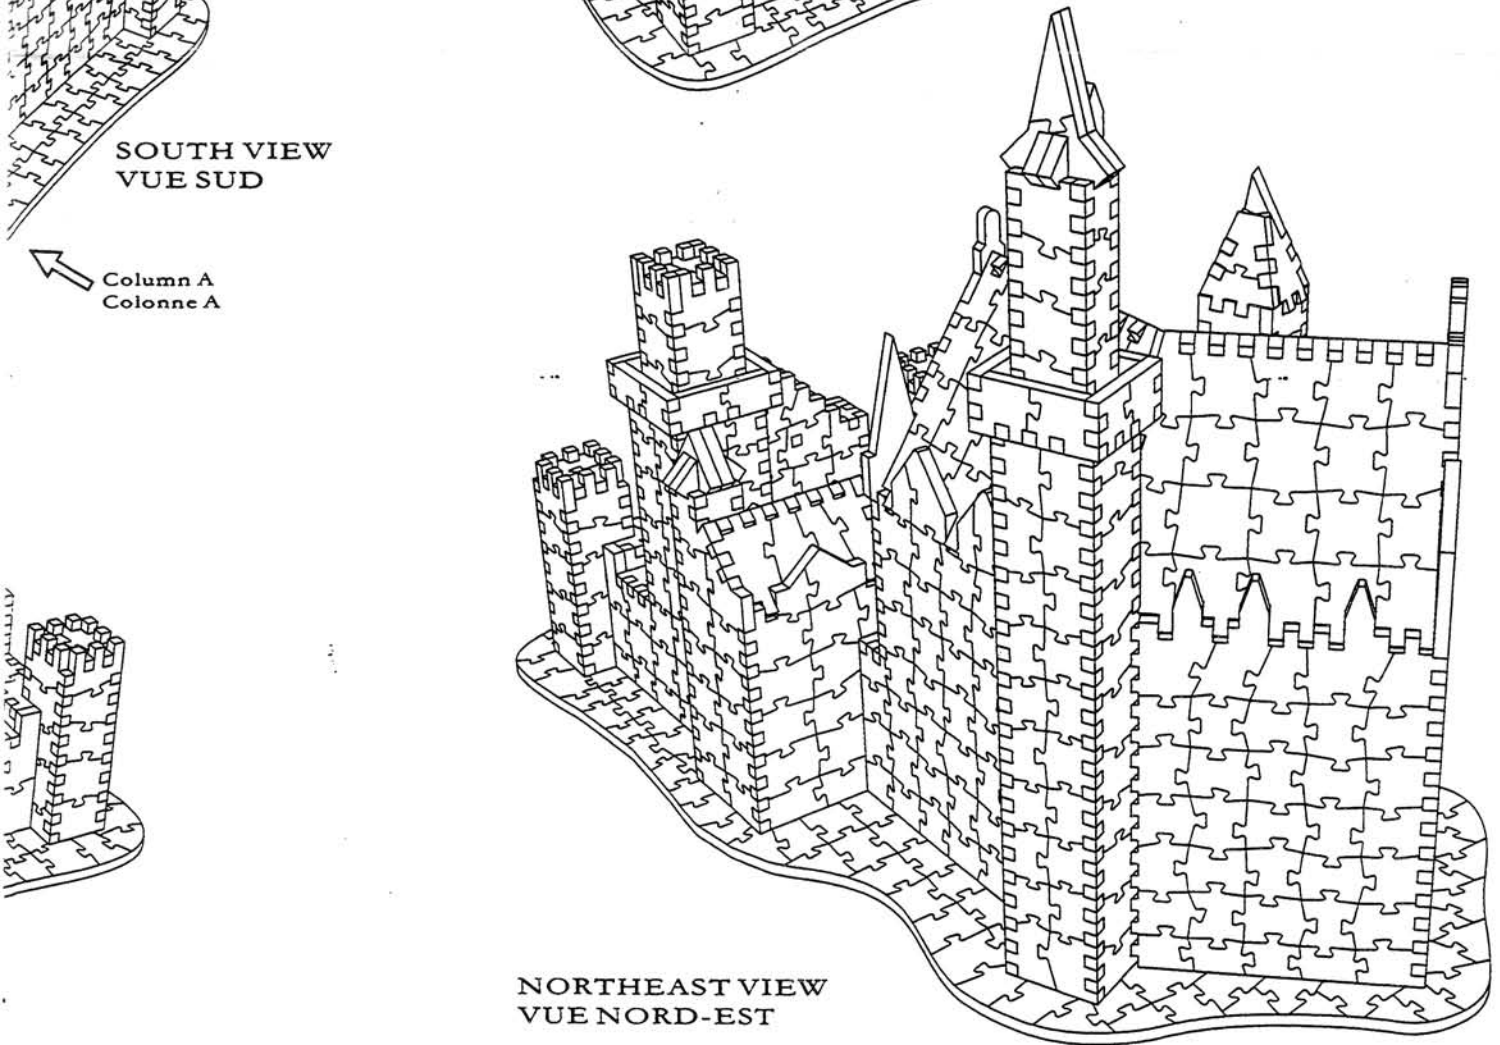 SOUTH VIEW
VUE SUD
Column A
Colonne A
NORTHEAST VIEW
VUE NORD-EST